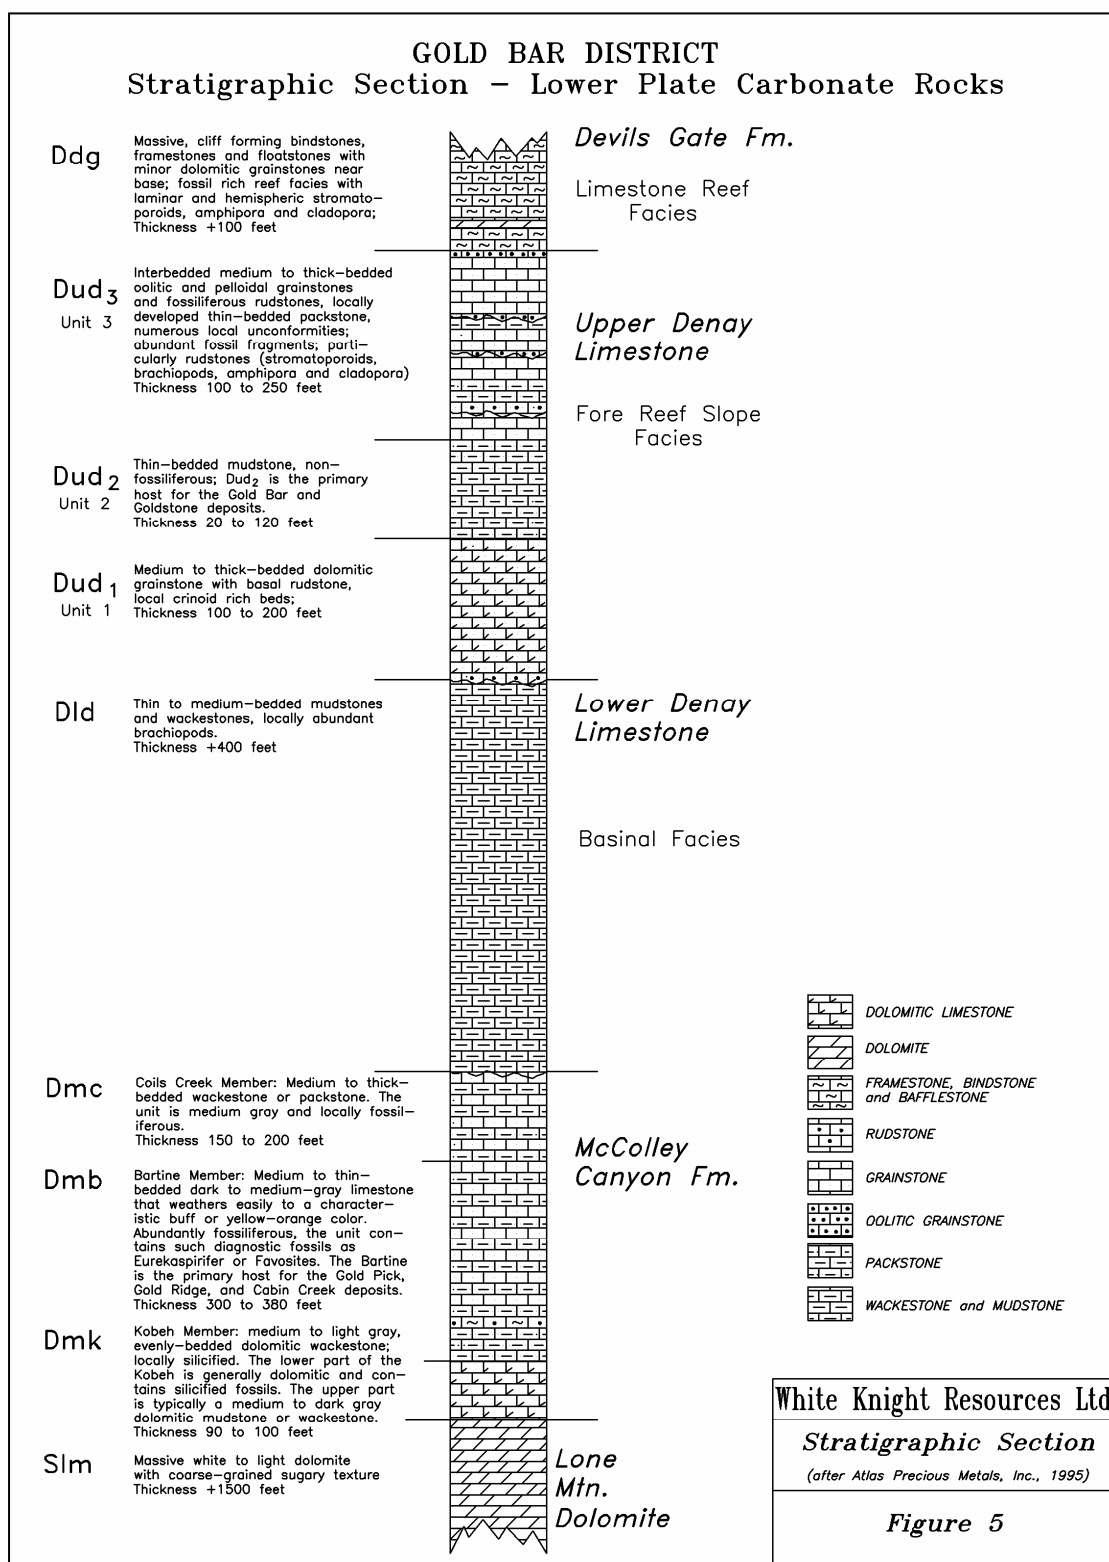 GOLD BAR DISTRICT
Stratigraphic Section – Lower Plate Carbonate Rocks
Ddg
Massive, cliff forming bindstones,
framestones and floatstones with
minor dolomitic grainstones near
base; fossil rich reef facies with
laminar and hemispheric stromato–
poroids, amphipora and cladopora;
Thickness +100 feet
Devils Gate Fm.
Limestone Reef
Facies
Dud3
Unit 3
Interbedded medium to thick–bedded
oolitic and pelloidal grainstones
and fossiliferous rudstones, locally
developed thin–bedded packstone,
numerous local unconformities;
abundant fossil fragments; parti–
cularly rudstones (stromatoporoids,
brachiopods, amphipora and cladopora)
Thickness 100 to 250 feet
Upper Denay
Limestone
Fore Reef Slope
Facies
Dud2
Unit 2
Thin–bedded mudstone, non–
fossiliferous; Dud2 is the primary
host for the Gold Bar and
Goldstone deposits.
Thickness 20 to 120 feet
Dud1
Unit 1
Medium to thick–bedded dolomitic
grainstone with basal rudstone,
local crinoid rich beds;
Thickness 100 to 200 feet
Dld
Thin to medium–bedded mudstones
and wackestones, locally abundant
brachiopods.
Thickness +400 feet
Lower Denay
Limestone
Basinal Facies
Dmc
Coils Creek Member: Medium to thick–
bedded wackestone or packstone. The
unit is medium gray and locally fossil–
iferous.
Thickness 150 to 200 feet
McColley
Canyon Fm.
Dmb
Bartine Member: Medium to thin–
bedded dark to medium–gray limestone
that weathers easily to a character–
istic buff or yellow–orange color.
Abundantly fossiliferous, the unit con–
tains such diagnostic fossils as
Eurekaspirifer or Favosites. The Bartine
is the primary host for the Gold Pick,
Gold Ridge, and Cabin Creek deposits.
Thickness 300 to 380 feet
Dmk
Kobeh Member: medium to light gray,
evenly–bedded dolomitic wackestone;
locally silicified. The lower part of the
Kobeh is generally dolomitic and con–
tains silicified fossils. The upper part
is typically a medium to dark gray
dolomitic mudstone or wackestone.
Thickness 90 to 100 feet
Slm
Massive white to light dolomite
with coarse–grained sugary texture
Thickness +1500 feet
Lone
Mtn.
Dolomite
DOLOMITIC LIMESTONE
DOLOMITE
FRAMESTONE, BINDSTONE
and BAFFLESTONE
RUDSTONE
GRAINSTONE
OOLITIC GRAINSTONE
PACKSTONE
WACKESTONE and MUDSTONE
White Knight Resources Ltd
Stratigraphic Section
(after Atlas Precious Metals, Inc., 1995)
Figure 5